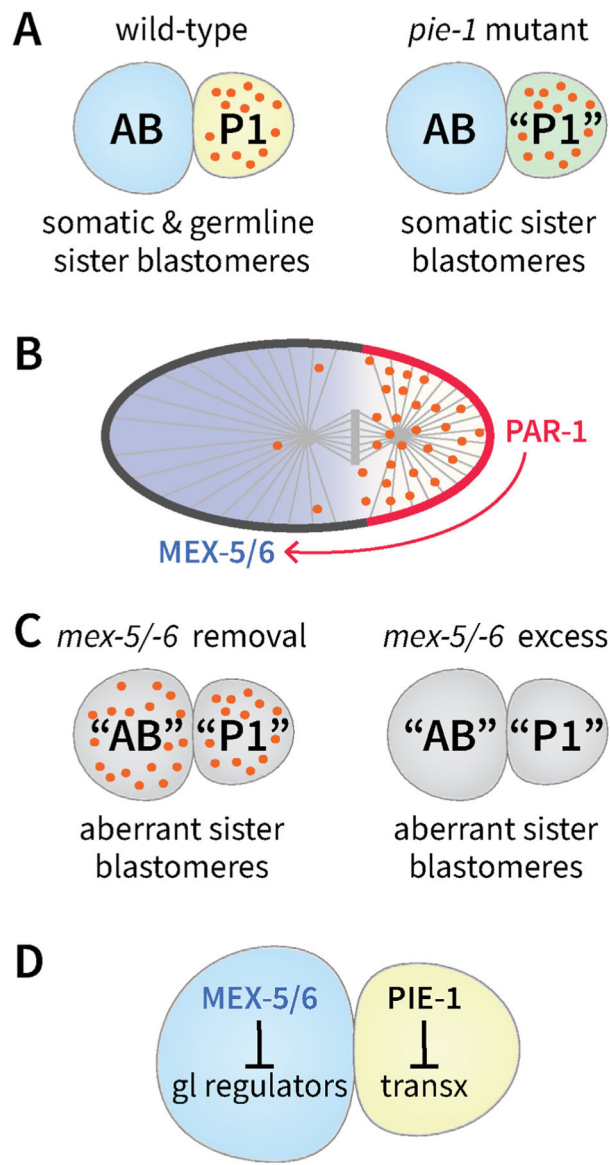 A
wild-type
pie-1 mutant
AB
P1
AB
“P1”
somatic & germline
sister blastomeres
somatic sister
blastomeres
B
PAR-1
MEX-5/6
C
mex-5/-6 removal
mex-5/-6 excess
“AB”
“P1”
“AB”
“P1”
aberrant sister
blastomeres
aberrant sister
blastomeres
D
MEX-5/6
PIE-1
gl regulators
transx